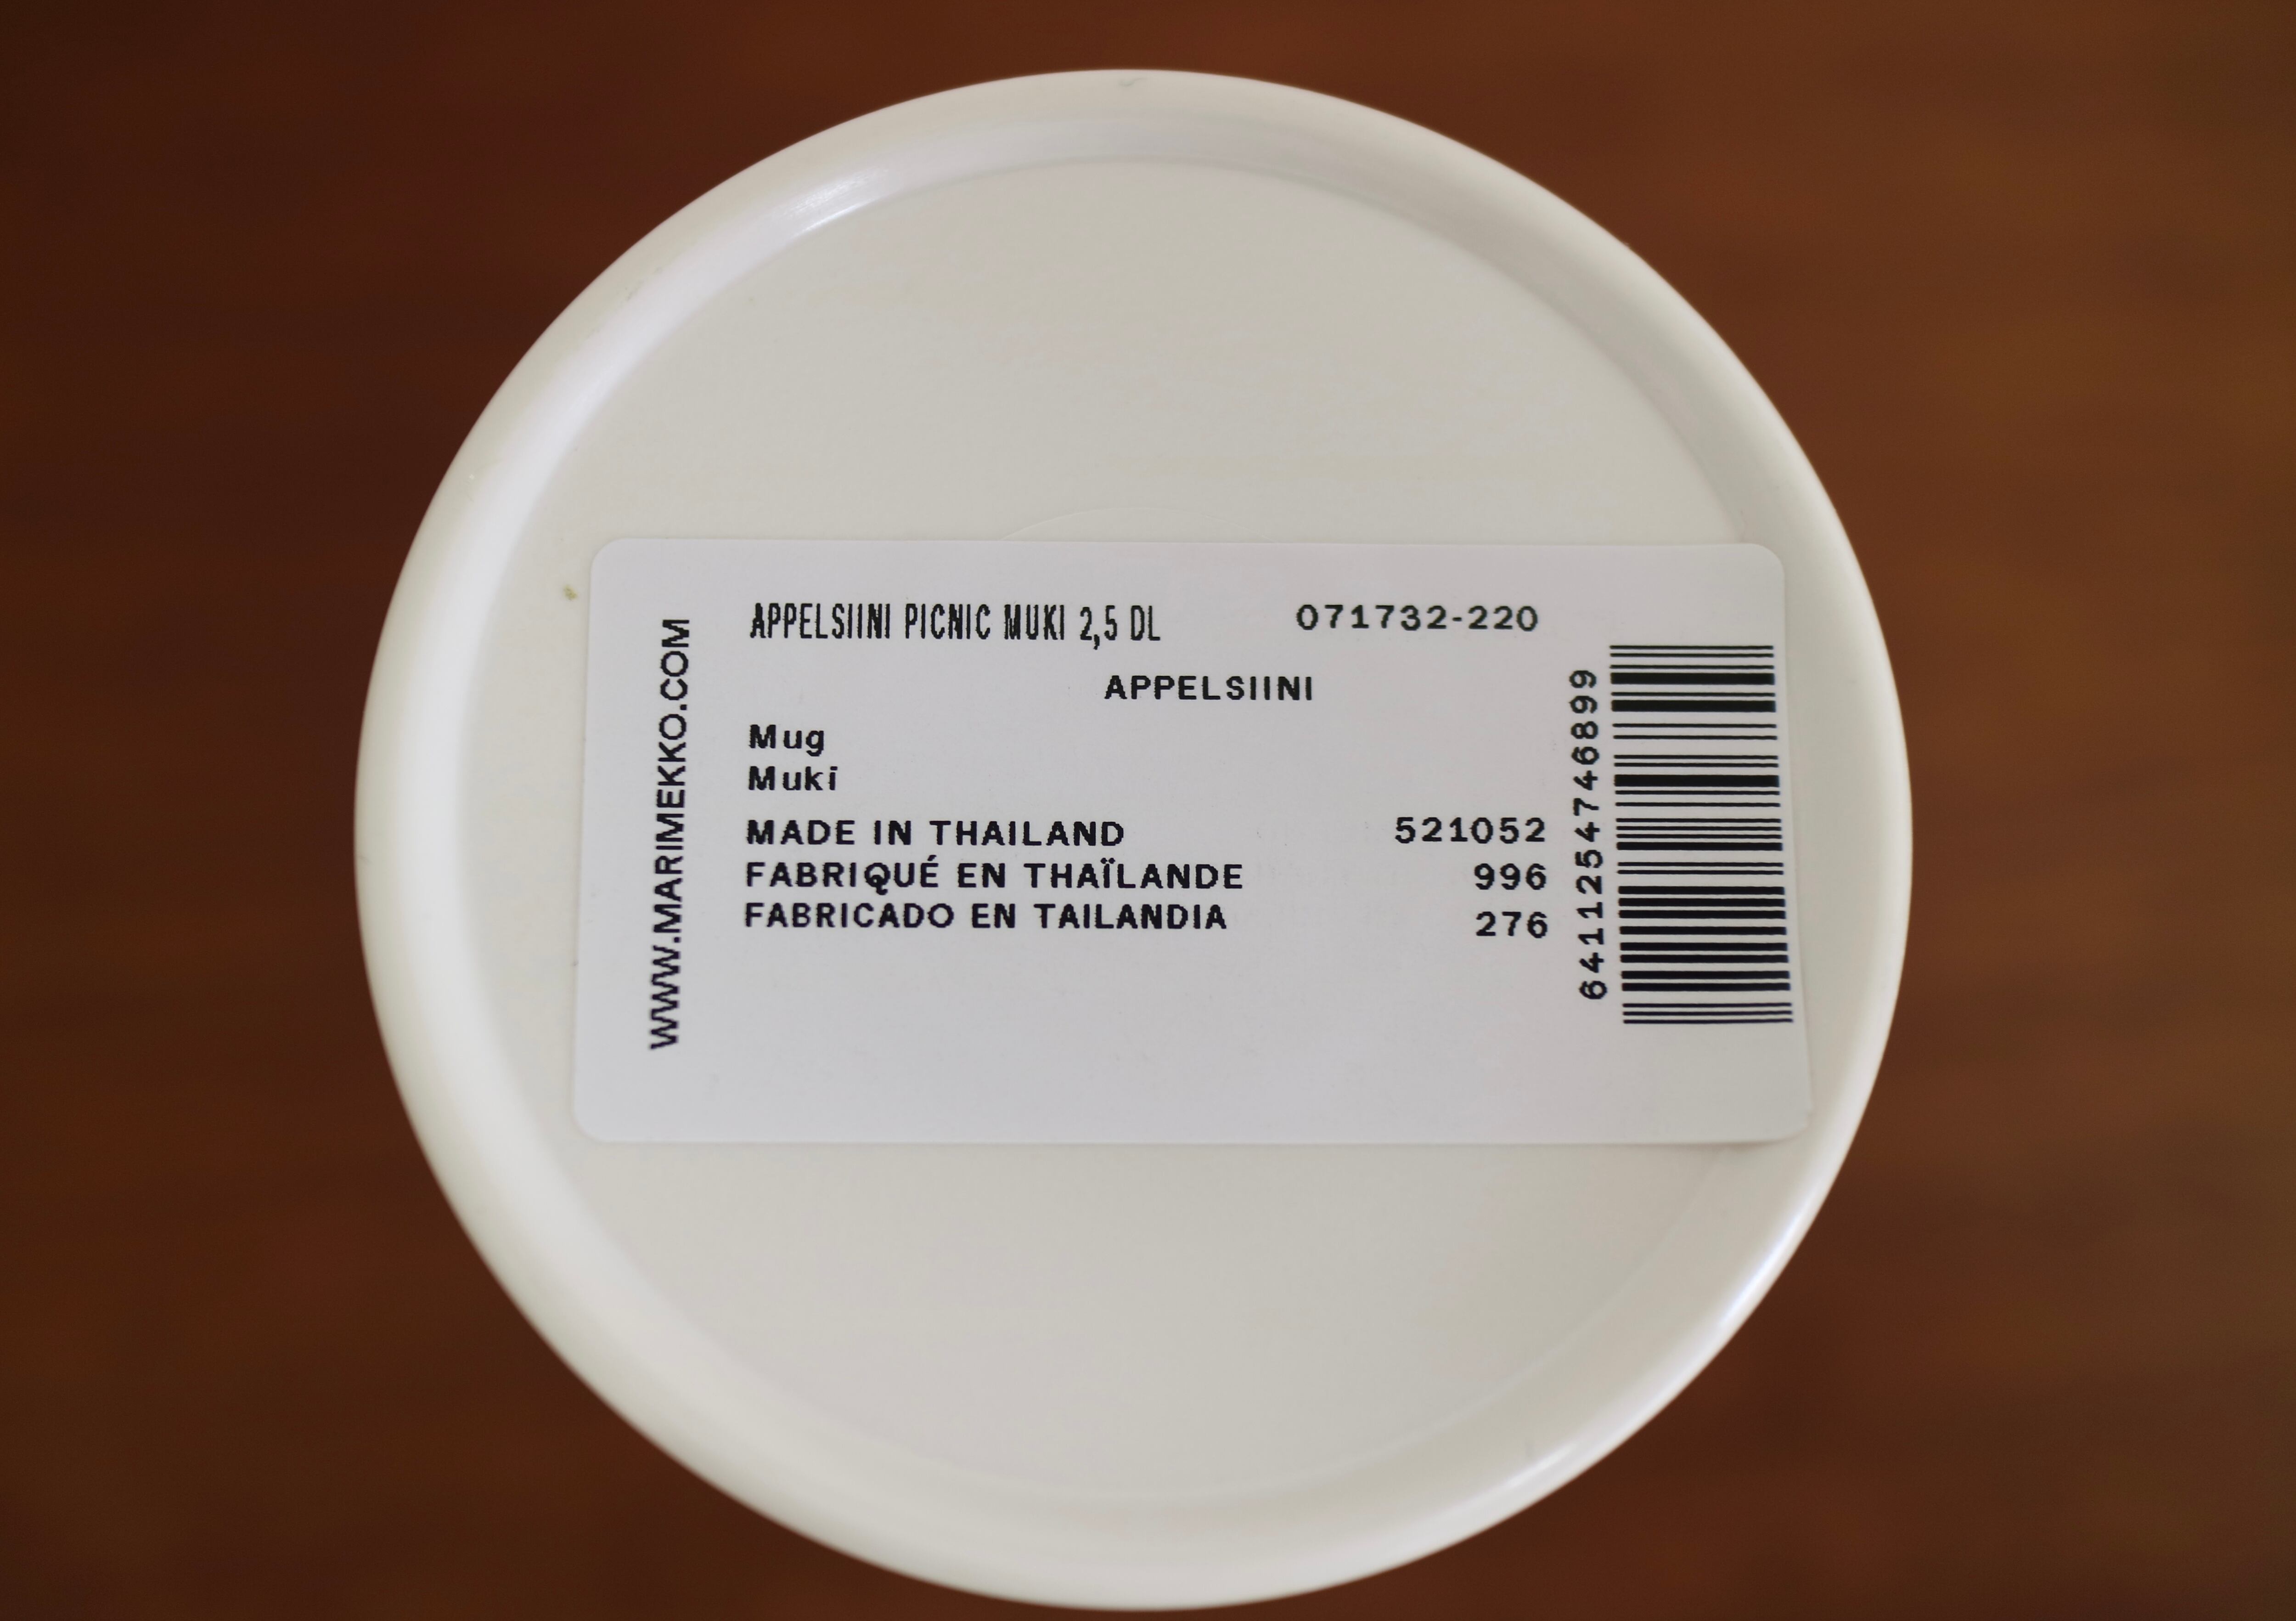 WWW.MARIMEKKO.COM
APPELSIINI PICNIC MUKI 2,5 DL 071732-220
APPELSIINI
Mug
Muki
MADE IN THAILAND 521052
FABRIQUÉ EN THAÏLANDE 996
FABRICADO EN TAILANDIA 276
6411254746899